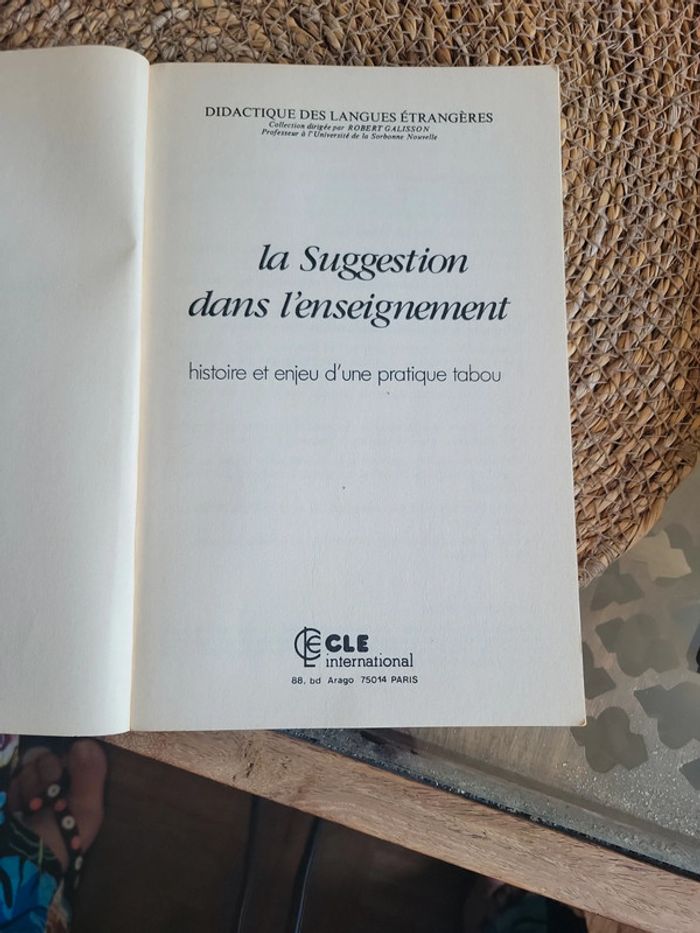 DIDACTIQUE DES LANGUES ÉTRANGÈRES
Collection dirigée par ROBERT GALISSON
Professeur à l'Université de la Sorbonne Nouvelle
la Suggestion
dans l'enseignement
histoire et enjeu d'une pratique tabou
CLE
international
88, bd Arago 75014 PARIS